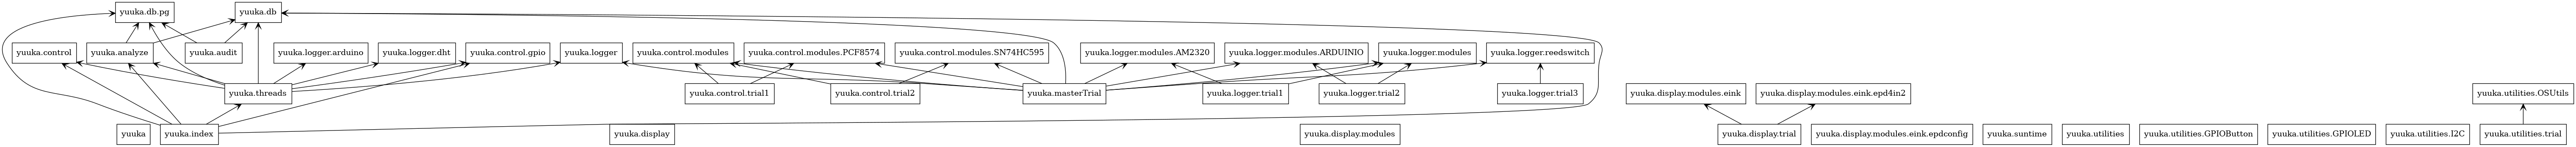 yuuka.db.pg
yuuka.db
yuuka.control
yuuka.analyze
yuuka.audit
yuuka.logger.arduino
yuuka.logger.dht
yuuka.control.gpio
yuuka.logger
yuuka.control.modules
yuuka.control.modules.PCF8574
yuuka.control.modules.SN74HC595
yuuka.logger.modules.AM2320
yuuka.logger.modules.ARDUINIO
yuuka.logger.modules
yuuka.logger.reedswitch
yuuka.threads
yuuka.control.trial1
yuuka.control.trial2
yuuka.masterTrial
yuuka.logger.trial1
yuuka.logger.trial2
yuuka.logger.trial3
yuuka.display.modules.eink
yuuka.display.modules.eink.epd4in2
yuuka.utilities.OSUtils
yuuka
yuuka.index
yuuka.display
yuuka.display.modules
yuuka.display.trial
yuuka.display.modules.eink.epdconfig
yuuka.suntime
yuuka.utilities
yuuka.utilities.GPIOButton
yuuka.utilities.GPIOLED
yuuka.utilities.I2C
yuuka.utilities.trial